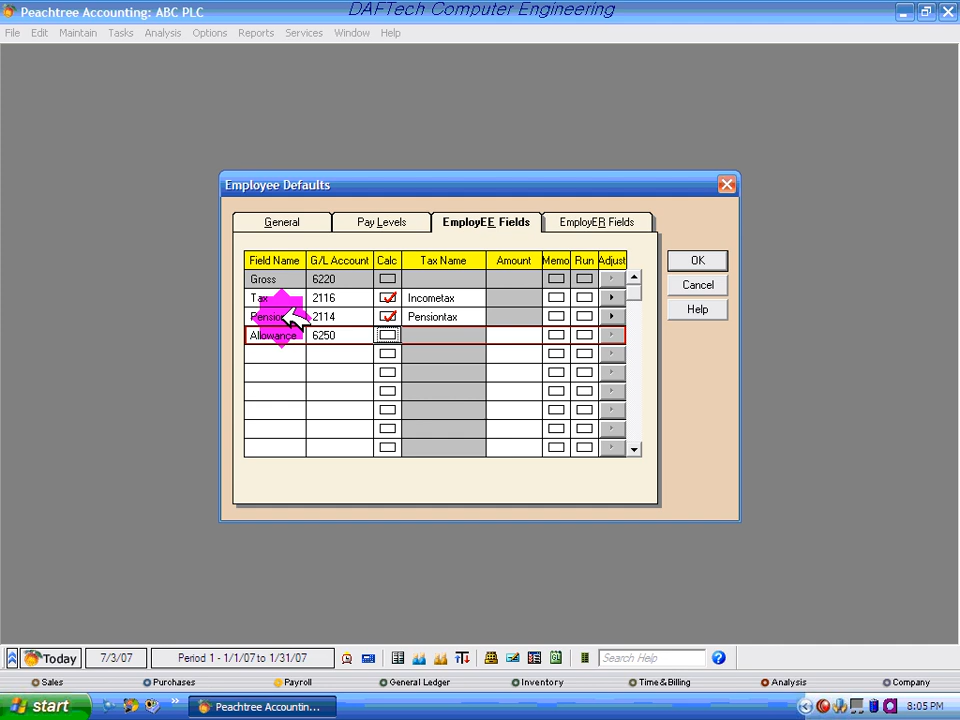 Peachtree Accounting: ABC PLC
DAFTech Computer Engineering
File Edit Maintain Tasks Analysis Options Reports Services Window Help
Employee Defaults
General Pay Levels EmployEE Fields EmployER Fields
Field Name G/L Account Calc Tax Name Amount Memo Run Adjust
Gross 6220
Tax 2116 Incometax
Pension 2114 Pensiontax
Allowance 6250
OK
Cancel
Help
Today 7/3/07 Period 1 - 1/1/07 to 1/31/07 Search Help
Sales Purchases Payroll General Ledger Inventory Time & Billing Analysis Company
start Peachtree Accountin... 8:05 PM